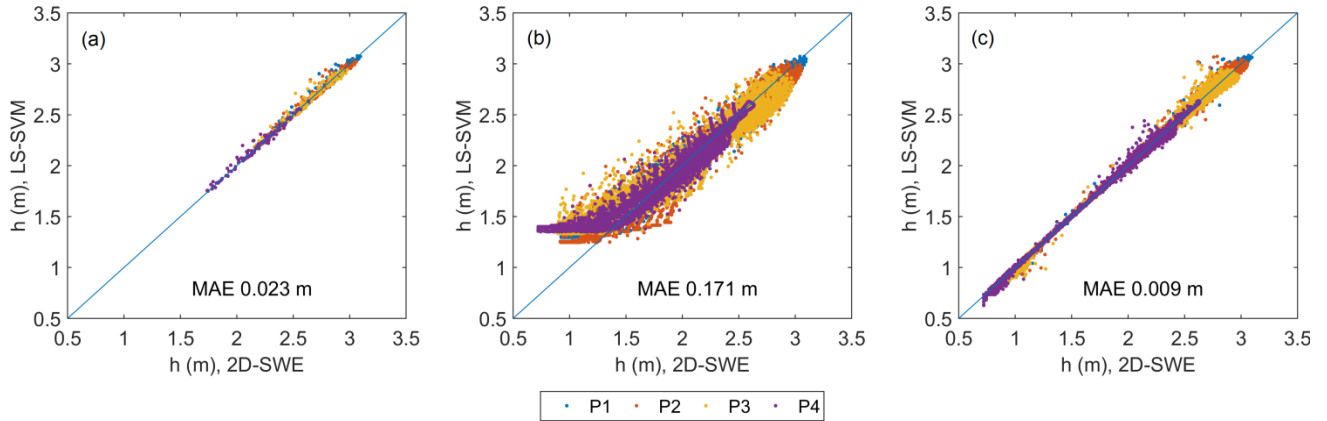 (a)
3.5
3
2.5
2
1.5
1
0.5
h (m), LS-SVM
MAE 0.023 m
0.5 1 1.5 2 2.5 3 3.5
h (m), 2D-SWE
(b)
3.5
3
2.5
2
1.5
1
0.5
h (m), LS-SVM
MAE 0.171 m
0.5 1 1.5 2 2.5 3 3.5
h (m), 2D-SWE
(c)
3.5
3
2.5
2
1.5
1
0.5
h (m), LS-SVM
MAE 0.009 m
0.5 1 1.5 2 2.5 3 3.5
h (m), 2D-SWE
P1 P2 P3 P4